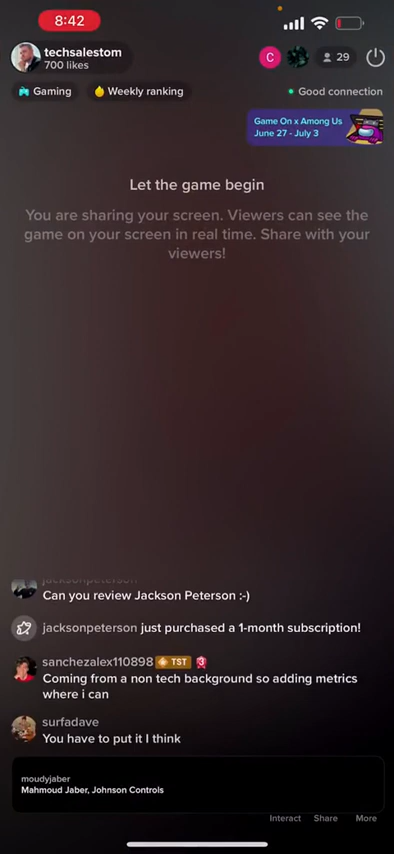 8:42
techsalestom
700 likes
C
29
Gaming
Weekly ranking
Good connection
Game On x Among Us
June 27 - July 3
Let the game begin
You are sharing your screen. Viewers can see the
game on your screen in real time. Share with your
viewers!
jacksonpeterson
Can you review Jackson Peterson :-)
jacksonpeterson just purchased a 1-month subscription!
sanchezalex110898 TST 3
Coming from a non tech background so adding metrics
where i can
surfadave
You have to put it I think
moudyjaber
Mahmoud Jaber, Johnson Controls
Interact Share More